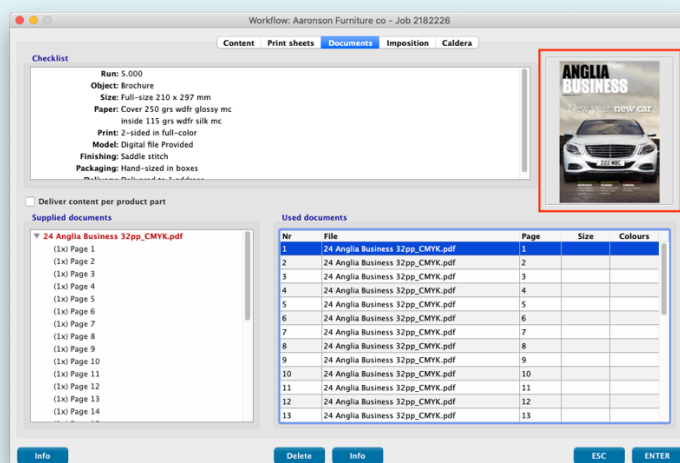 Workflow: Aaronson Furniture co - Job 2182226
Content Print sheets Documents Imposition Caldera
Checklist
Run: 5.000
Object: Brochure
Size: Full-size 210 x 297 mm
Paper: Cover 250 grs wdfr glossy mc
inside 115 grs wdfr silk mc
Print: 2-sided in full-color
Model: Digital file Provided
Finishing: Saddle stitch
Packaging: Hand-sized in boxes
Delivery: Delivered to 1 address
ANGLIA
BUSINESS
New year, new car
222 MBC
Deliver content per product part
Supplied documents
24 Anglia Business 32pp_CMYK.pdf
(1x) Page 1
(1x) Page 2
(1x) Page 3
(1x) Page 4
(1x) Page 5
(1x) Page 6
(1x) Page 7
(1x) Page 8
(1x) Page 9
(1x) Page 10
(1x) Page 11
(1x) Page 12
(1x) Page 13
(1x) Page 14
Used documents
Nr File Page Size Colours
1 24 Anglia Business 32pp_CMYK.pdf 1
2 24 Anglia Business 32pp_CMYK.pdf 2
3 24 Anglia Business 32pp_CMYK.pdf 3
4 24 Anglia Business 32pp_CMYK.pdf 4
5 24 Anglia Business 32pp_CMYK.pdf 5
6 24 Anglia Business 32pp_CMYK.pdf 6
7 24 Anglia Business 32pp_CMYK.pdf 7
8 24 Anglia Business 32pp_CMYK.pdf 8
9 24 Anglia Business 32pp_CMYK.pdf 9
10 24 Anglia Business 32pp_CMYK.pdf 10
11 24 Anglia Business 32pp_CMYK.pdf 11
12 24 Anglia Business 32pp_CMYK.pdf 12
13 24 Anglia Business 32pp_CMYK.pdf 13
Info Delete Info ESC ENTER